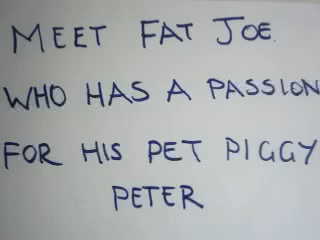 MEET FAT JOE.
WHO HAS A PASSION
FOR HIS PET PIGGY
PETER